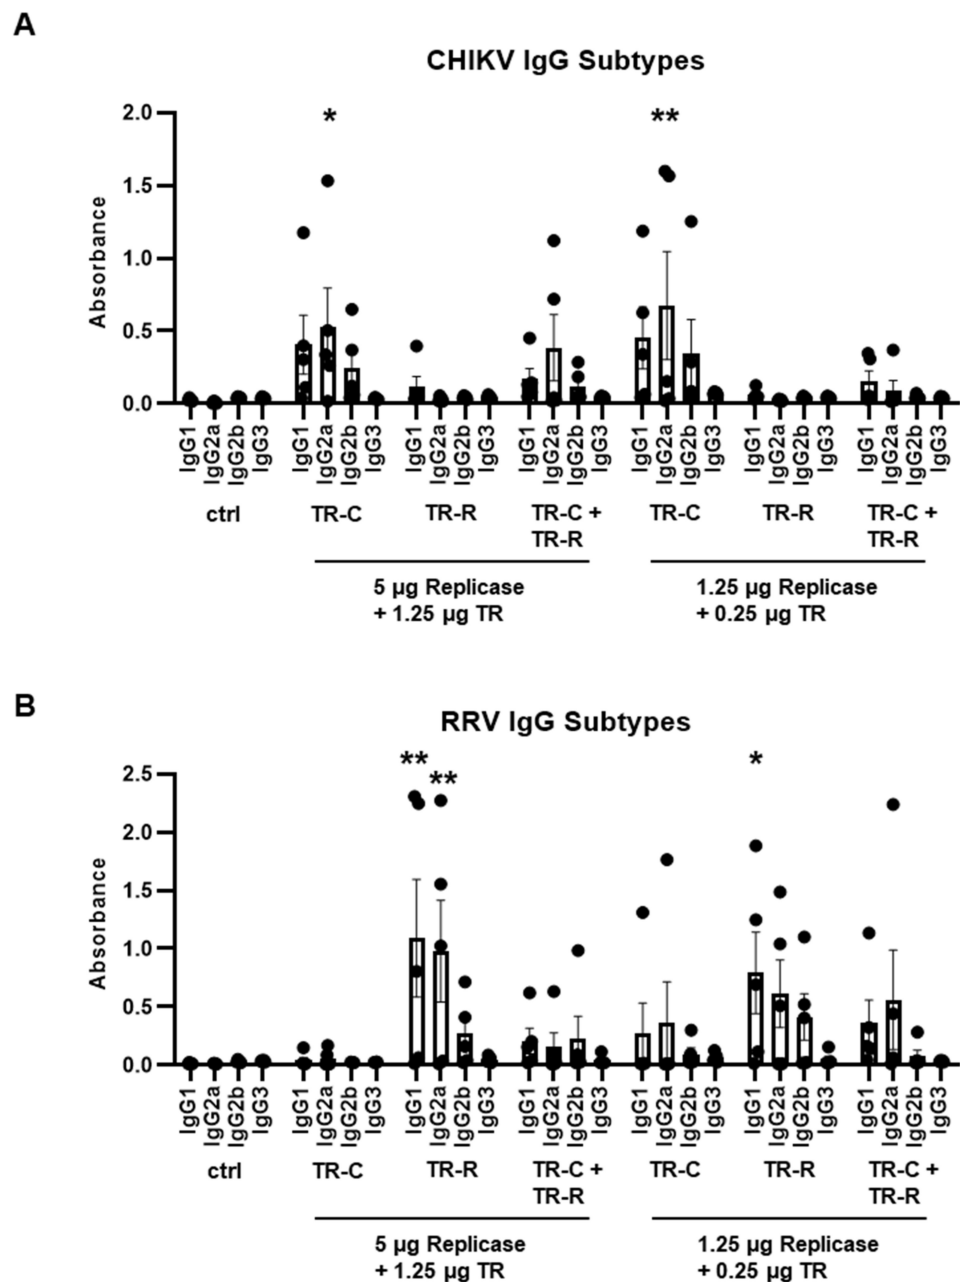 A
CHIKV IgG Subtypes
**
*
2.0
1.5
1.0
0.5
0.0
Absorbance
IgG1 IgG2a IgG2b IgG3 IgG1 IgG2a IgG2b IgG3 IgG1 IgG2a IgG2b IgG3 IgG1 IgG2a IgG2b IgG3 IgG1 IgG2a IgG2b IgG3 IgG1 IgG2a IgG2b IgG3 IgG1 IgG2a IgG2b IgG3
ctrl TR-C TR-R TR-C + TR-C TR-R TR-C +
TR-R TR-R
5 µg Replicase 1.25 µg Replicase
+ 1.25 µg TR + 0.25 µg TR
B
RRV IgG Subtypes
** *
**
2.5
2.0
1.5
1.0
0.5
0.0
Absorbance
IgG1 IgG2a IgG2b IgG3 IgG1 IgG2a IgG2b IgG3 IgG1 IgG2a IgG2b IgG3 IgG1 IgG2a IgG2b IgG3 IgG1 IgG2a IgG2b IgG3 IgG1 IgG2a IgG2b IgG3 IgG1 IgG2a IgG2b IgG3
ctrl TR-C TR-R TR-C + TR-C TR-R TR-C +
TR-R TR-R
5 µg Replicase 1.25 µg Replicase
+ 1.25 µg TR + 0.25 µg TR